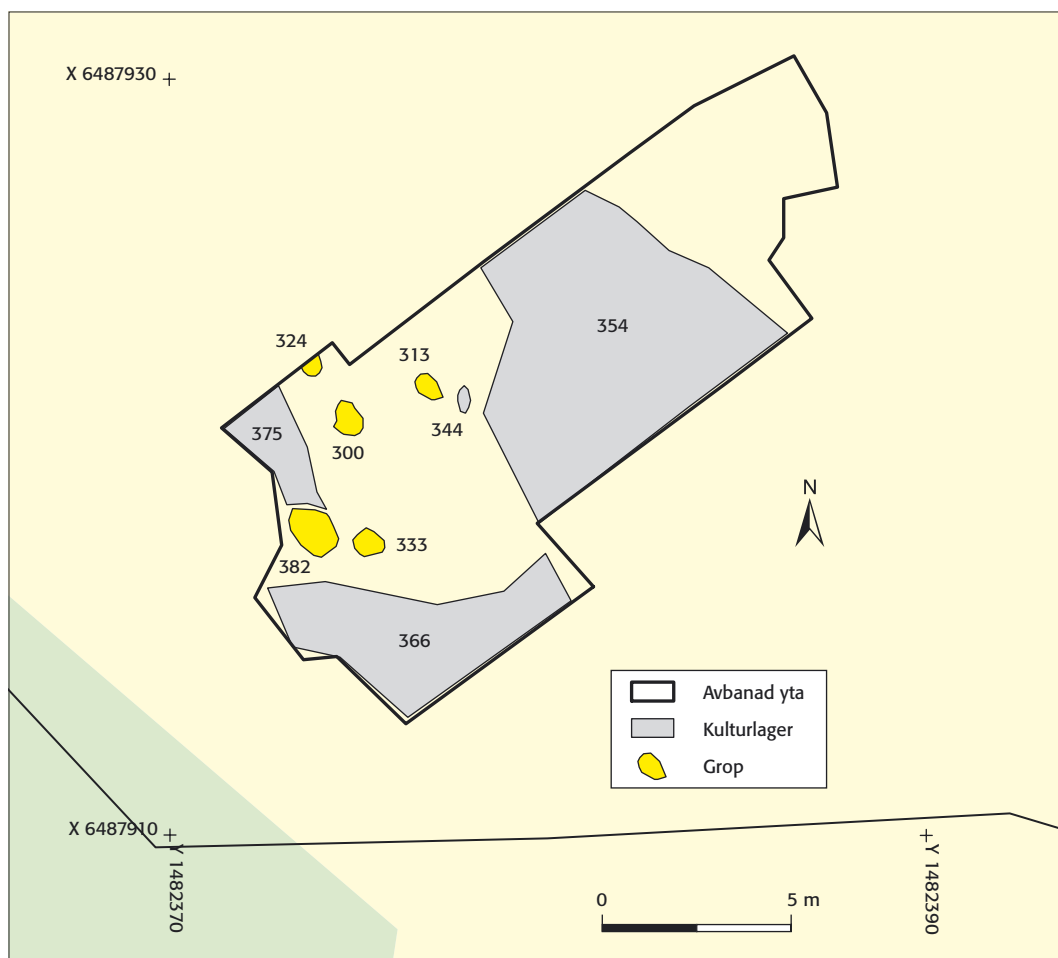 X 6487930
324
313
354
344
375
300
333
382
366
N
Avbanad yta
Kulturlager
Grop
X 6487910
Y 1482370
Y 1482390
0 5 m